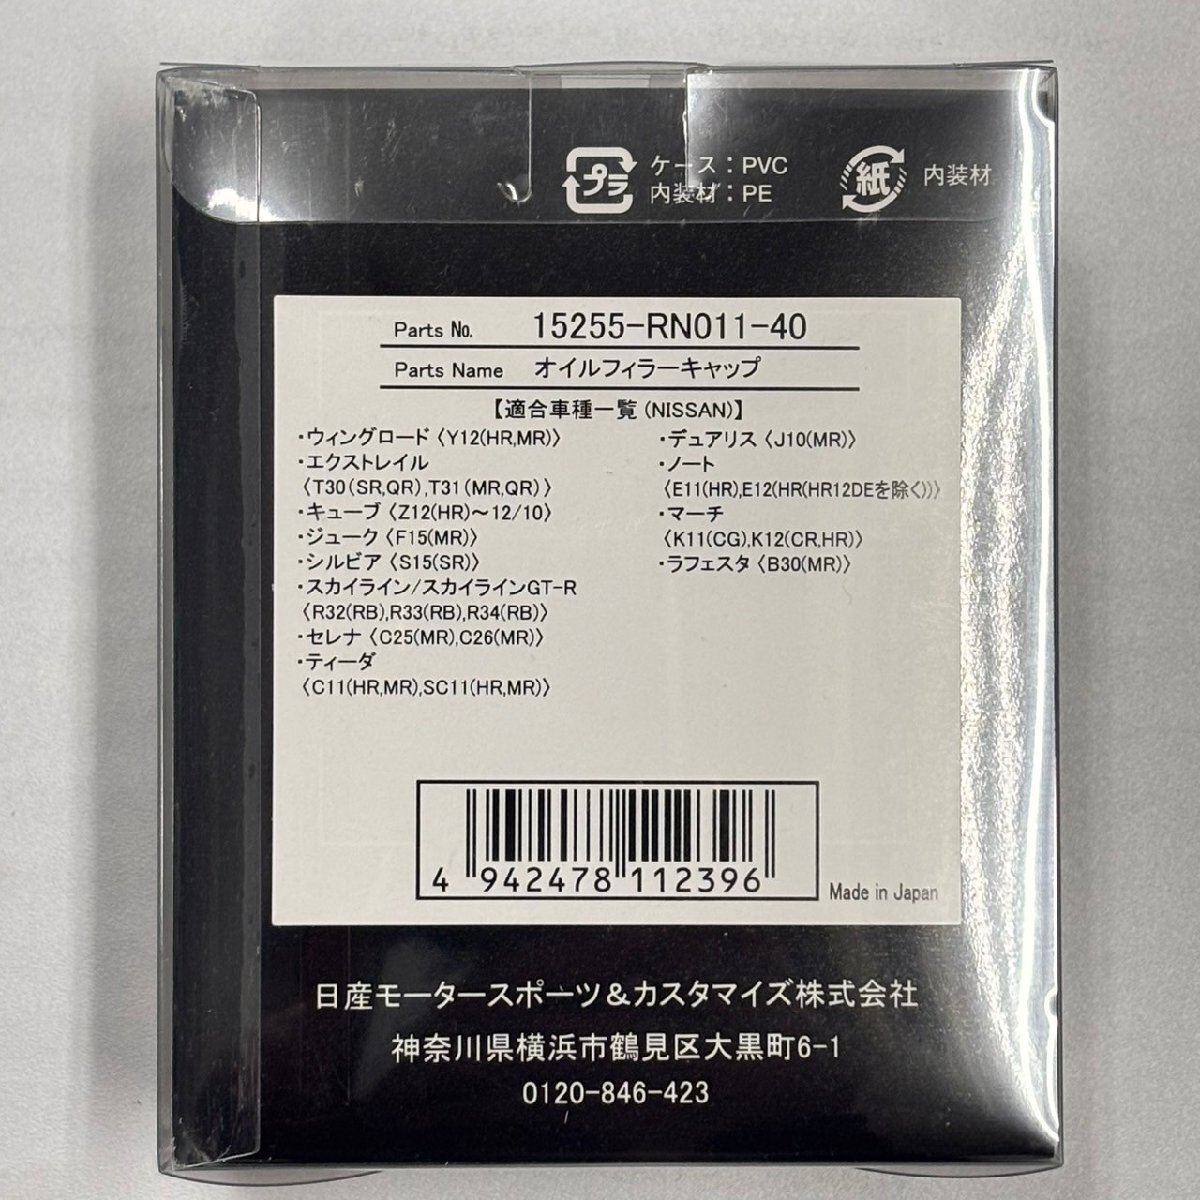 プラ ケース：PVC
内装材：PE
紙 内装材
Parts No. 15255-RN011-40
Parts Name オイルフィラーキャップ
【適合車種一覧(NISSAN)】
・ウィングロード〈Y12(HR,MR)〉
・エクストレイル
〈T30(SR,QR),T31(MR,QR)〉
・キューブ〈Z12(HR)～12/10〉
・ジューク〈F15(MR)〉
・シルビア〈S15(SR)〉
・スカイライン/スカイラインGT-R
〈R32(RB),R33(RB),R34(RB)〉
・セレナ〈C25(MR),C26(MR)〉
・ティーダ
〈C11(HR,MR),SC11(HR,MR)〉
・デュアリス〈J10(MR)〉
・ノート
〈E11(HR),E12(HR(HR12DEを除く))〉
・マーチ
〈K11(CG),K12(CR,HR)〉
・ラフェスタ〈B30(MR)〉
4 942478 112396
Made in Japan
日産モータースポーツ＆カスタマイズ株式会社
神奈川県横浜市鶴見区大黒町6-1
0120-846-423